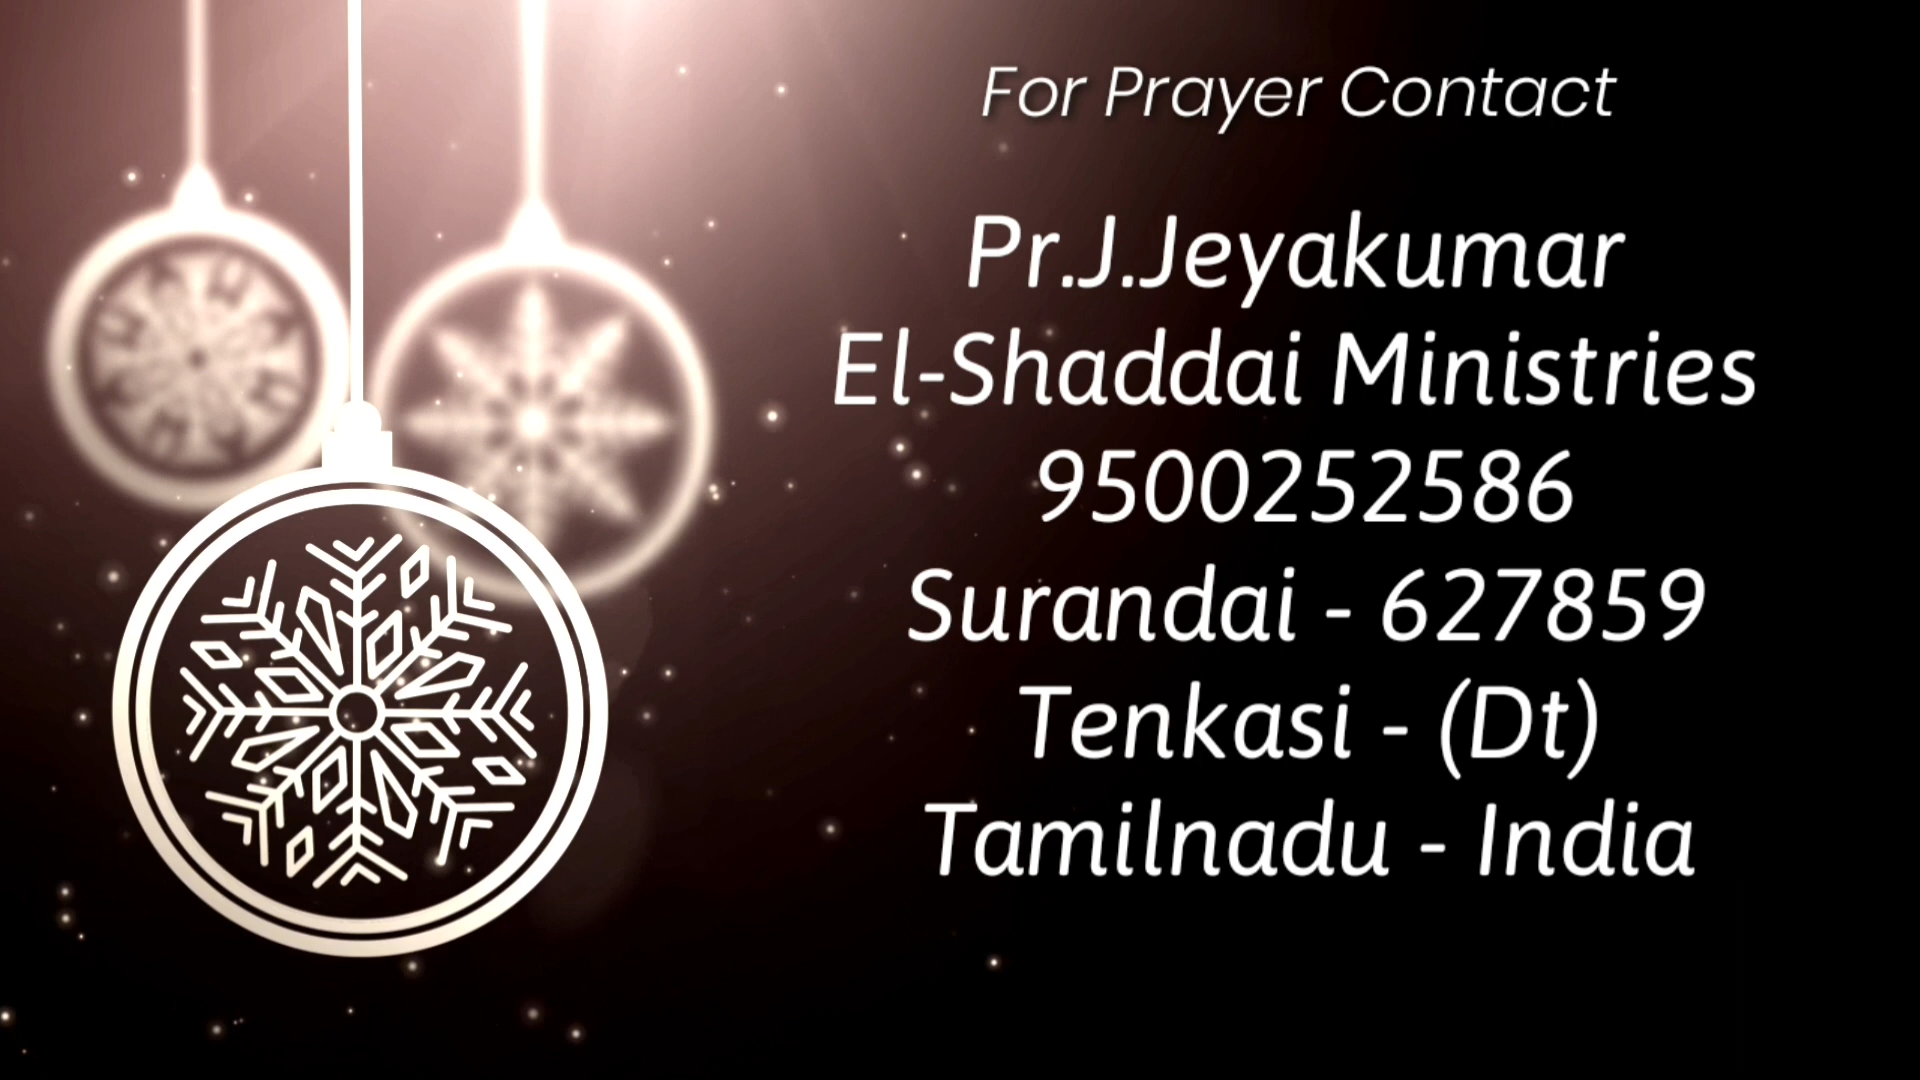 For Prayer Contact
Pr.J.Jeyakumar
El-Shaddai Ministries
9500252586
Surandai - 627859
Tenkasi - (Dt)
Tamilnadu - India